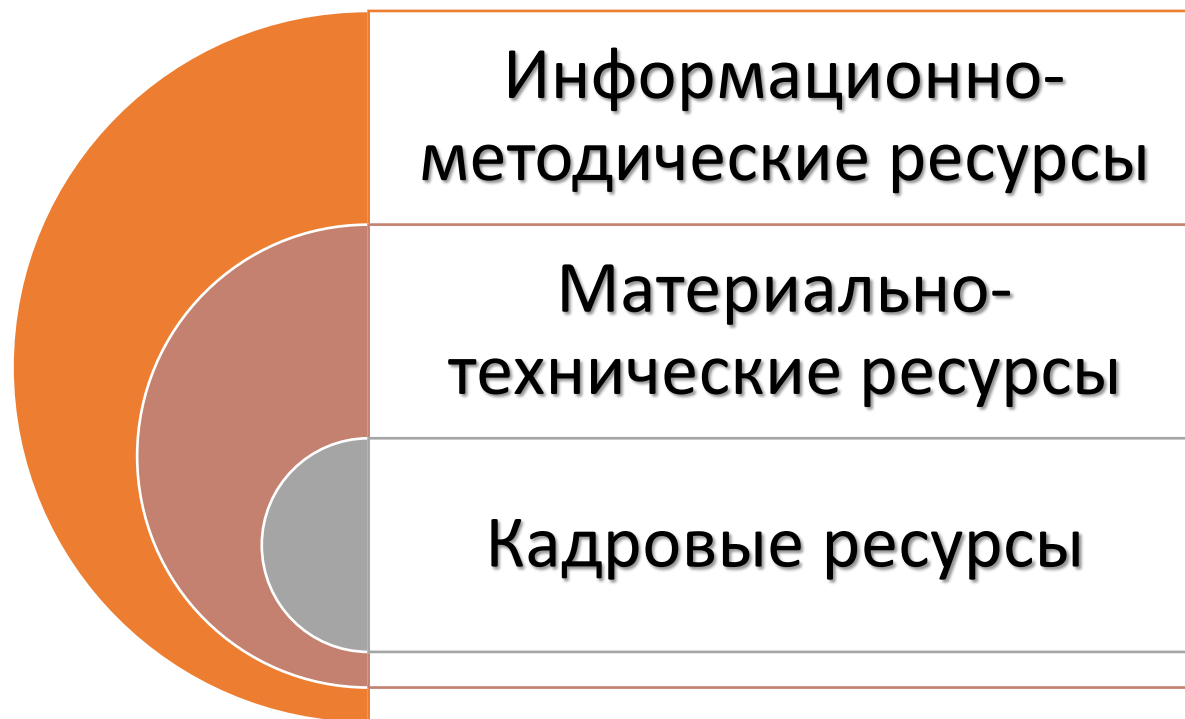 Информационно-
методические ресурсы
Материально-
технические ресурсы
Кадровые ресурсы